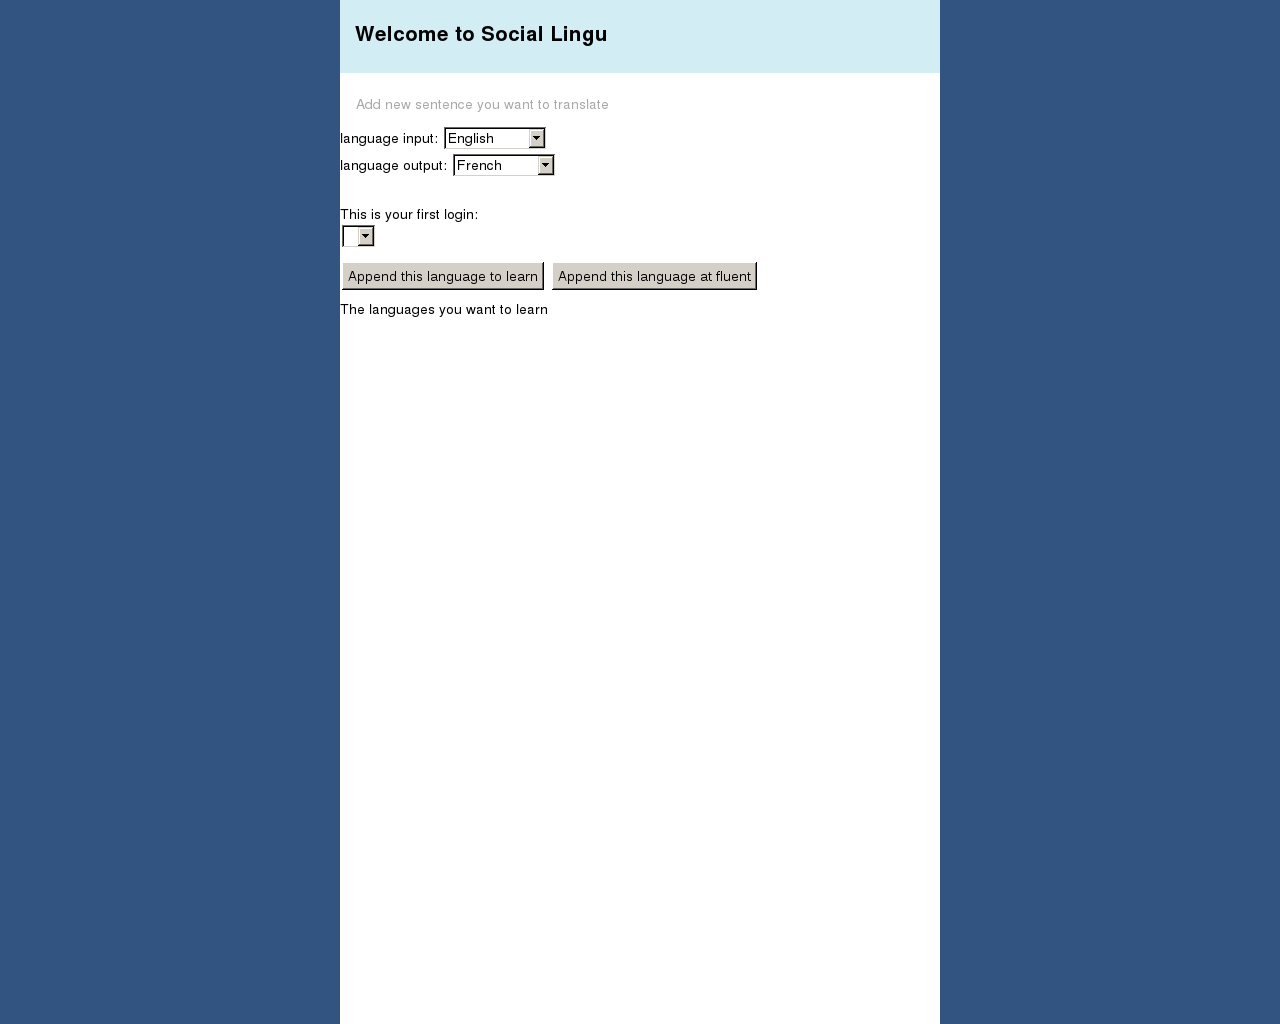 Welcome to Social Lingu
Add new sentence you want to translate
language input: English
language output: French
This is your first login:
Append this language to learn Append this language at fluent
The languages you want to learn